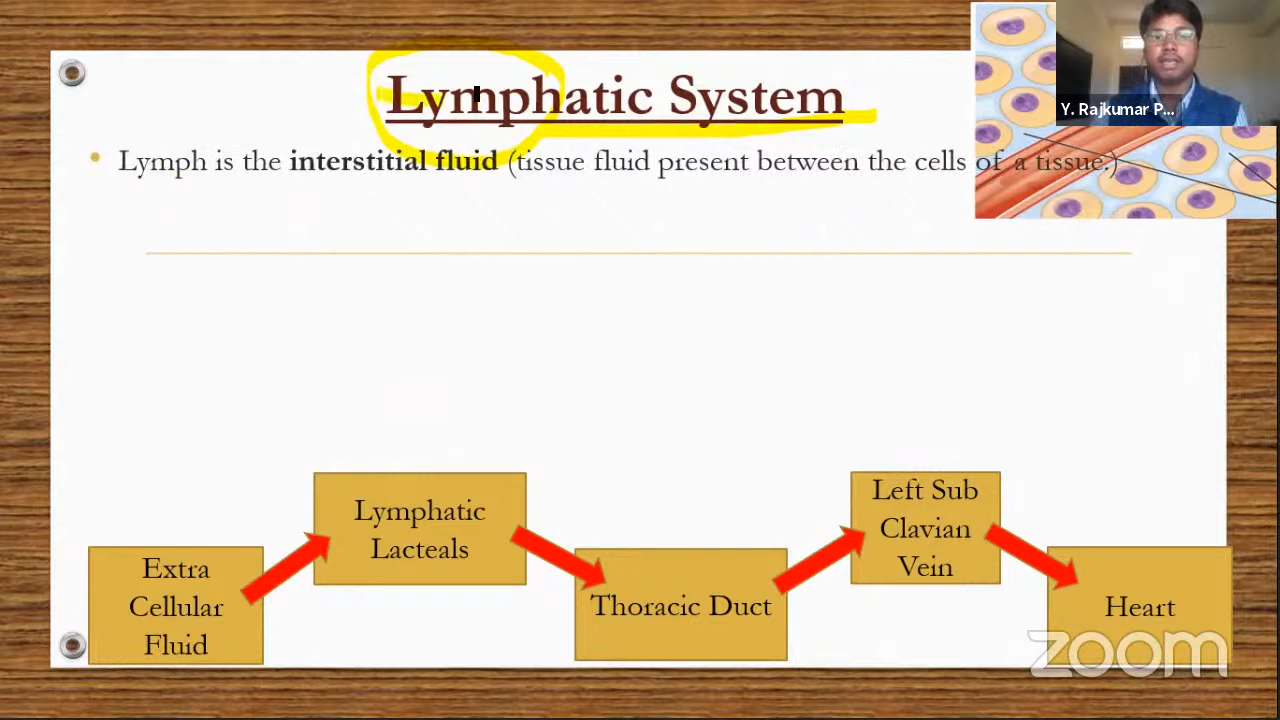 Lymphatic System
Y. Rajkumar P...
Lymph is the interstitial fluid (tissue fluid present between the cells of a tissue.)
Lymphatic
Lacteals
Left Sub
Clavian
Vein
Extra
Cellular
Fluid
Thoracic Duct
Heart
zoom